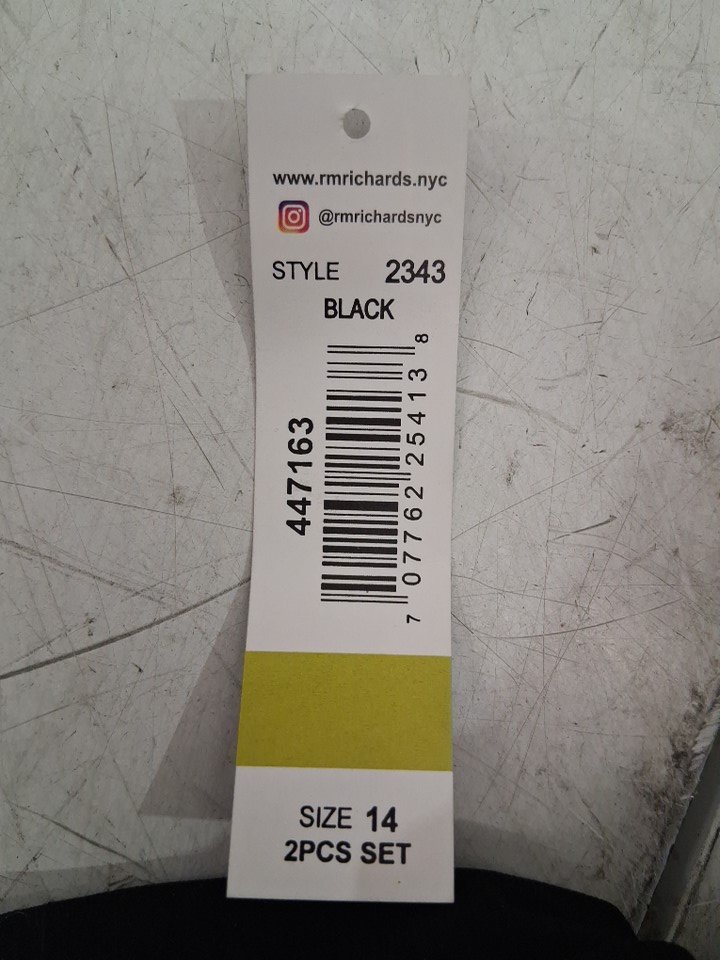 www.rmrichards.nyc
@rmrichardsnyc
STYLE 2343
BLACK
447163
7 07762 25413 8
SIZE 14
2PCS SET